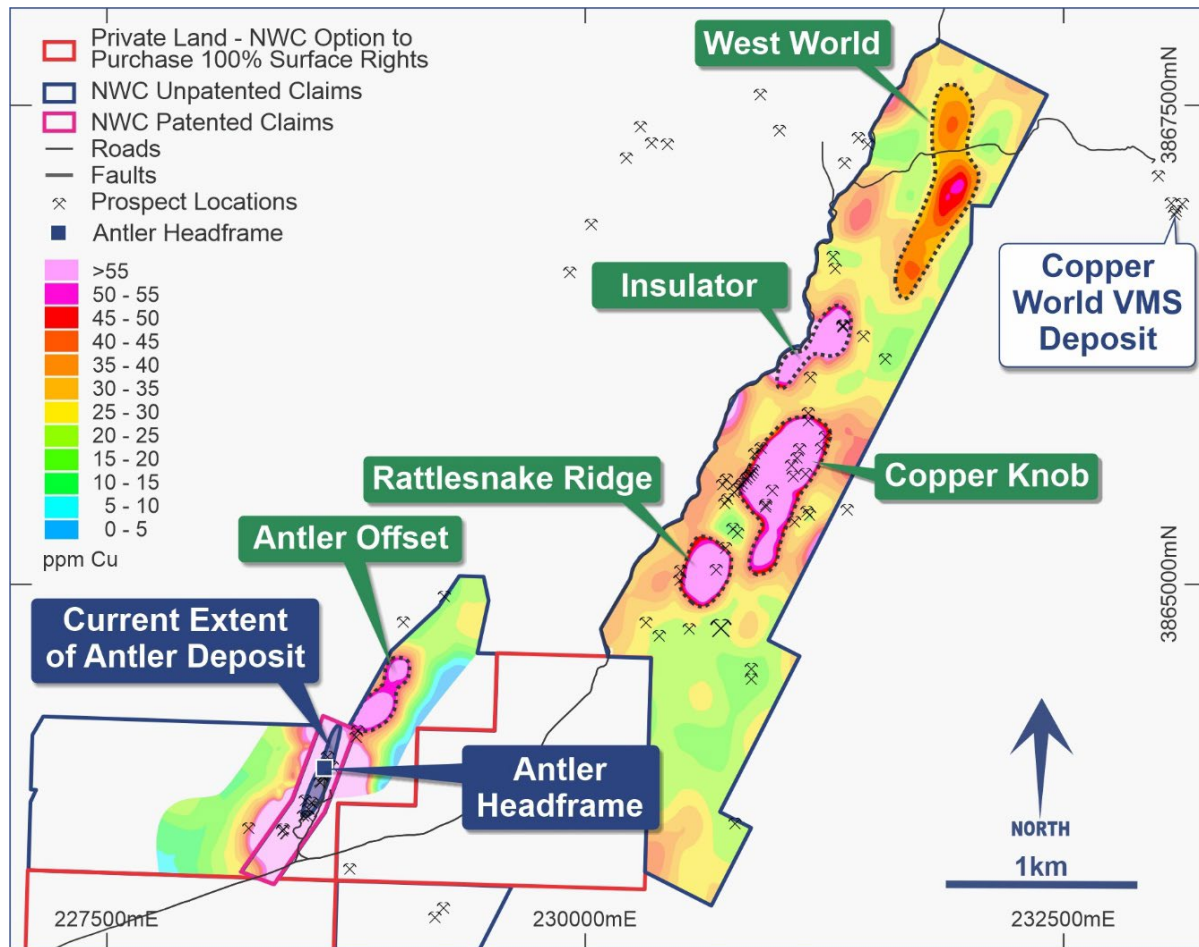 Private Land - NWC Option to
Purchase 100% Surface Rights
NWC Unpatented Claims
NWC Patented Claims
Roads
Faults
Prospect Locations
Antler Headframe
>55
50 - 55
45 - 50
40 - 45
35 - 40
30 - 35
25 - 30
20 - 25
15 - 20
10 - 15
5 - 10
0 - 5
ppm Cu
West World
3867500mN
Copper
World VMS
Deposit
Insulator
Rattlesnake Ridge
Copper Knob
Antler Offset
3865000mN
Current Extent
of Antler Deposit
Antler
Headframe
NORTH
1km
227500mE
230000mE
232500mE